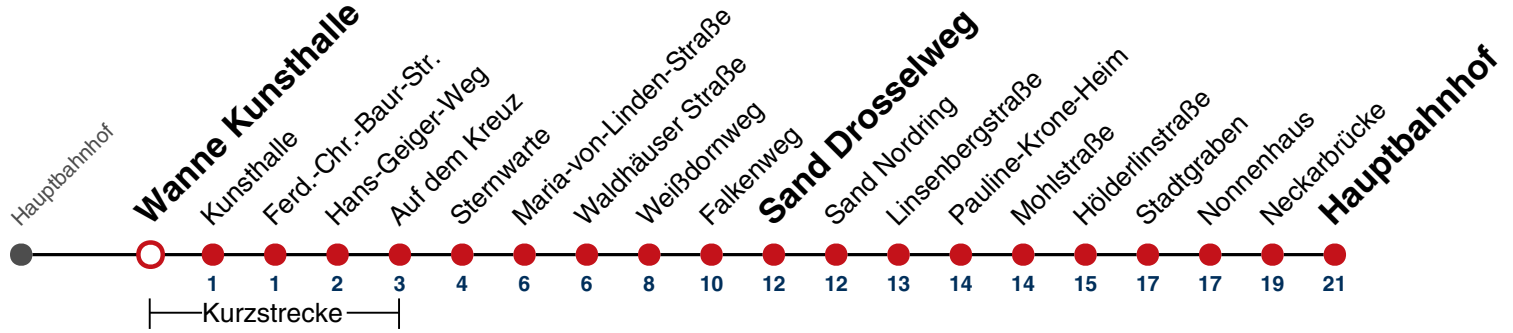 Hauptbahnhof
Wanne Kunsthalle
Kunsthalle
Ferd.-Chr.-Baur-Str.
Hans-Geiger-Weg
Auf dem Kreuz
Sternwarte
Maria-von-Linden-Straße
Waldhäuser Straße
Weißdornweg
Falkenweg
Sand Drosselweg
Sand Nordring
Linsenbergstraße
Pauline-Krone-Heim
Mohlstraße
Hölderlinstraße
Stadtgraben
Nonnenhaus
Neckarbrücke
Hauptbahnhof
1 1 2 3 4 6 6 8 10 12 12 13 14 14 15 17 17 19 21
Kurzstrecke